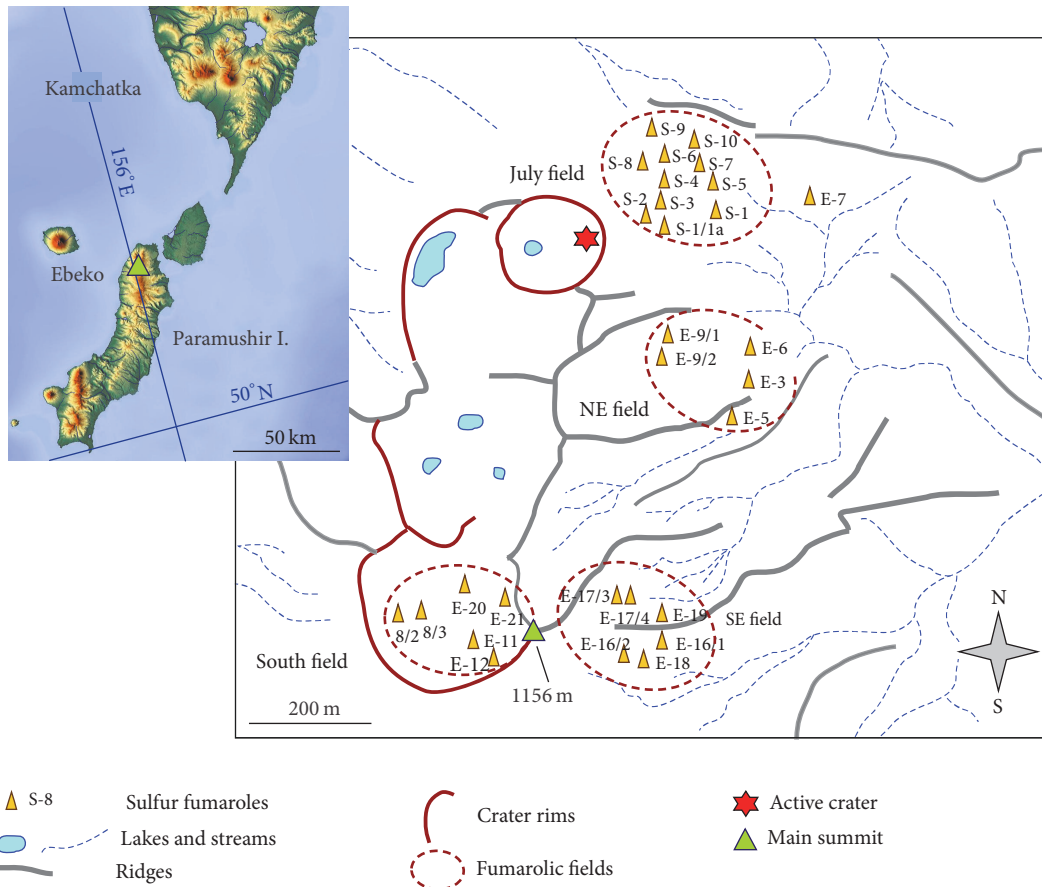 Kamchatka
156°E
Ebeko
Paramushir I.
50°N
50 km
July field
S-9
S-10
S-6
S-8
S-7
S-4
S-5
S-2
S-3
S-1
S-1/1a
E-7
E-9/1
E-6
E-9/2
E-3
NE field
E-5
E-17/3
E-20
E-21
E-17/4
E-19
SE field
8/2
8/3
E-11
E-16/2
E-16/1
South field
E-12
E-18
1156 m
200 m
N
S
S-8
Sulfur fumaroles
Lakes and streams
Ridges
Crater rims
Fumarolic fields
Active crater
Main summit